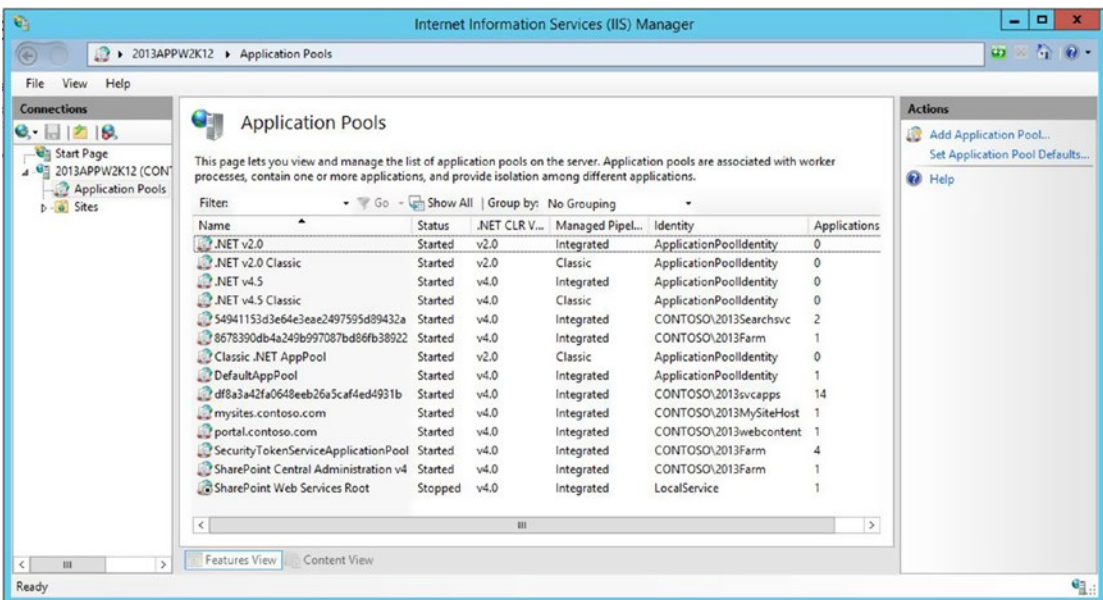 Internet Information Services (IIS) Manager
2013APPW2K12 Application Pools
File View Help
Connections
Start Page
2013APPW2K12 (CONT
Application Pools
Sites
Application Pools
This page lets you view and manage the list of application pools on the server. Application pools are associated with worker
processes, contain one or more applications, and provide isolation among different applications.
Filter: Go Show All Group by: No Grouping
Name Status .NET CLR V... Managed Pipel... Identity Applications
.NET v2.0 Started v2.0 Integrated ApplicationPoolIdentity 0
.NET v2.0 Classic Started v2.0 Classic ApplicationPoolIdentity 0
.NET v4.5 Started v4.0 Integrated ApplicationPoolIdentity 0
.NET v4.5 Classic Started v4.0 Classic ApplicationPoolIdentity 0
54941153d3e64e3eae2497595d89432a Started v4.0 Integrated CONTOSO\2013Searchsvc 2
8678390db4a249b997087bd86fb38922 Started v4.0 Integrated CONTOSO\2013Farm 1
Classic .NET AppPool Started v2.0 Classic ApplicationPoolIdentity 0
DefaultAppPool Started v4.0 Integrated ApplicationPoolIdentity 1
df8a3a42fa0648eeb26a5caf4ed4931b Started v4.0 Integrated CONTOSO\2013svcapps 14
mysites.contoso.com Started v4.0 Integrated CONTOSO\2013MySiteHost 1
portal.contoso.com Started v4.0 Integrated CONTOSO\2013webcontent 1
SecurityTokenServiceApplicationPool Started v4.0 Integrated CONTOSO\2013Farm 4
SharePoint Central Administration v4 Started v4.0 Integrated CONTOSO\2013Farm 1
SharePoint Web Services Root Stopped v4.0 Integrated LocalService 1
Features View Content View
Actions
Add Application Pool...
Set Application Pool Defaults...
Help
Ready